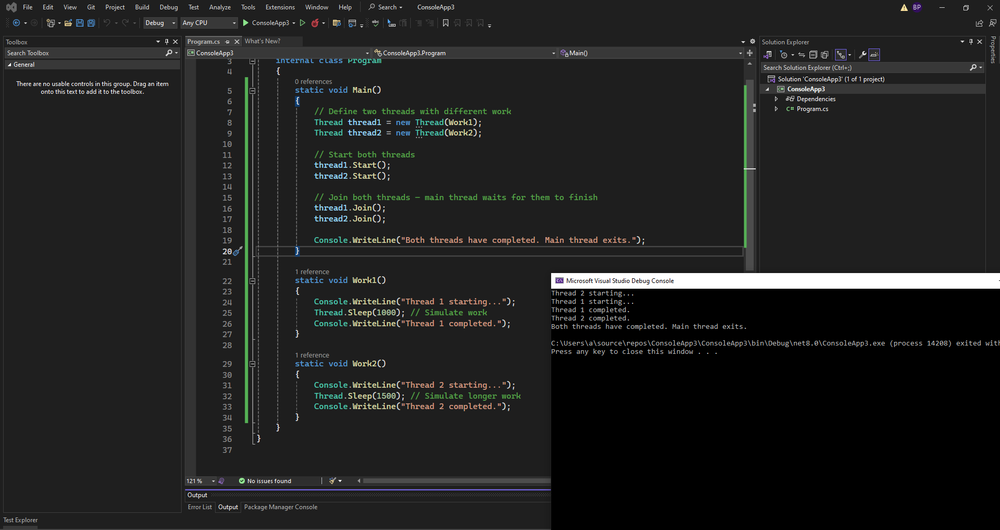 File Edit View Git Project Build Debug Test Analyze Tools Extensions Window Help Search ConsoleApp3 BP
Debug Any CPU ConsoleApp3 abc
Toolbox
Search Toolbox
General
There are no usable controls in this group. Drag an item
onto this text to add it to the toolbox.
Program.cs What's New?
C# ConsoleApp3 ConsoleApp3.Program Main()
3 internal class Program
4 {
0 references
5 static void Main()
6 {
7 // Define two threads with different work
8 Thread thread1 = new Thread(Work1);
9 Thread thread2 = new Thread(Work2);
10
11 // Start both threads
12 thread1.Start();
13 thread2.Start();
14
15 // Join both threads — main thread waits for them to finish
16 thread1.Join();
17 thread2.Join();
18
19 Console.WriteLine("Both threads have completed. Main thread exits.");
20 }
21
1 reference
22 static void Work1()
23 {
24 Console.WriteLine("Thread 1 starting...");
25 Thread.Sleep(1000); // Simulate work
26 Console.WriteLine("Thread 1 completed.");
27 }
28
1 reference
29 static void Work2()
30 {
31 Console.WriteLine("Thread 2 starting...");
32 Thread.Sleep(1500); // Simulate longer work
33 Console.WriteLine("Thread 2 completed.");
34 }
35 }
36 }
37
121 % No issues found
Output
Error List Output Package Manager Console
Test Explorer
Solution Explorer
Search Solution Explorer (Ctrl+;)
Solution 'ConsoleApp3' (1 of 1 project)
C# ConsoleApp3
Dependencies
C# Program.cs
Properties
C:\ Microsoft Visual Studio Debug Console
Thread 2 starting...
Thread 1 starting...
Thread 1 completed.
Thread 2 completed.
Both threads have completed. Main thread exits.
C:\Users\a\source\repos\ConsoleApp3\ConsoleApp3\bin\Debug\net8.0\ConsoleApp3.exe (process 14208) exited with
Press any key to close this window . . .